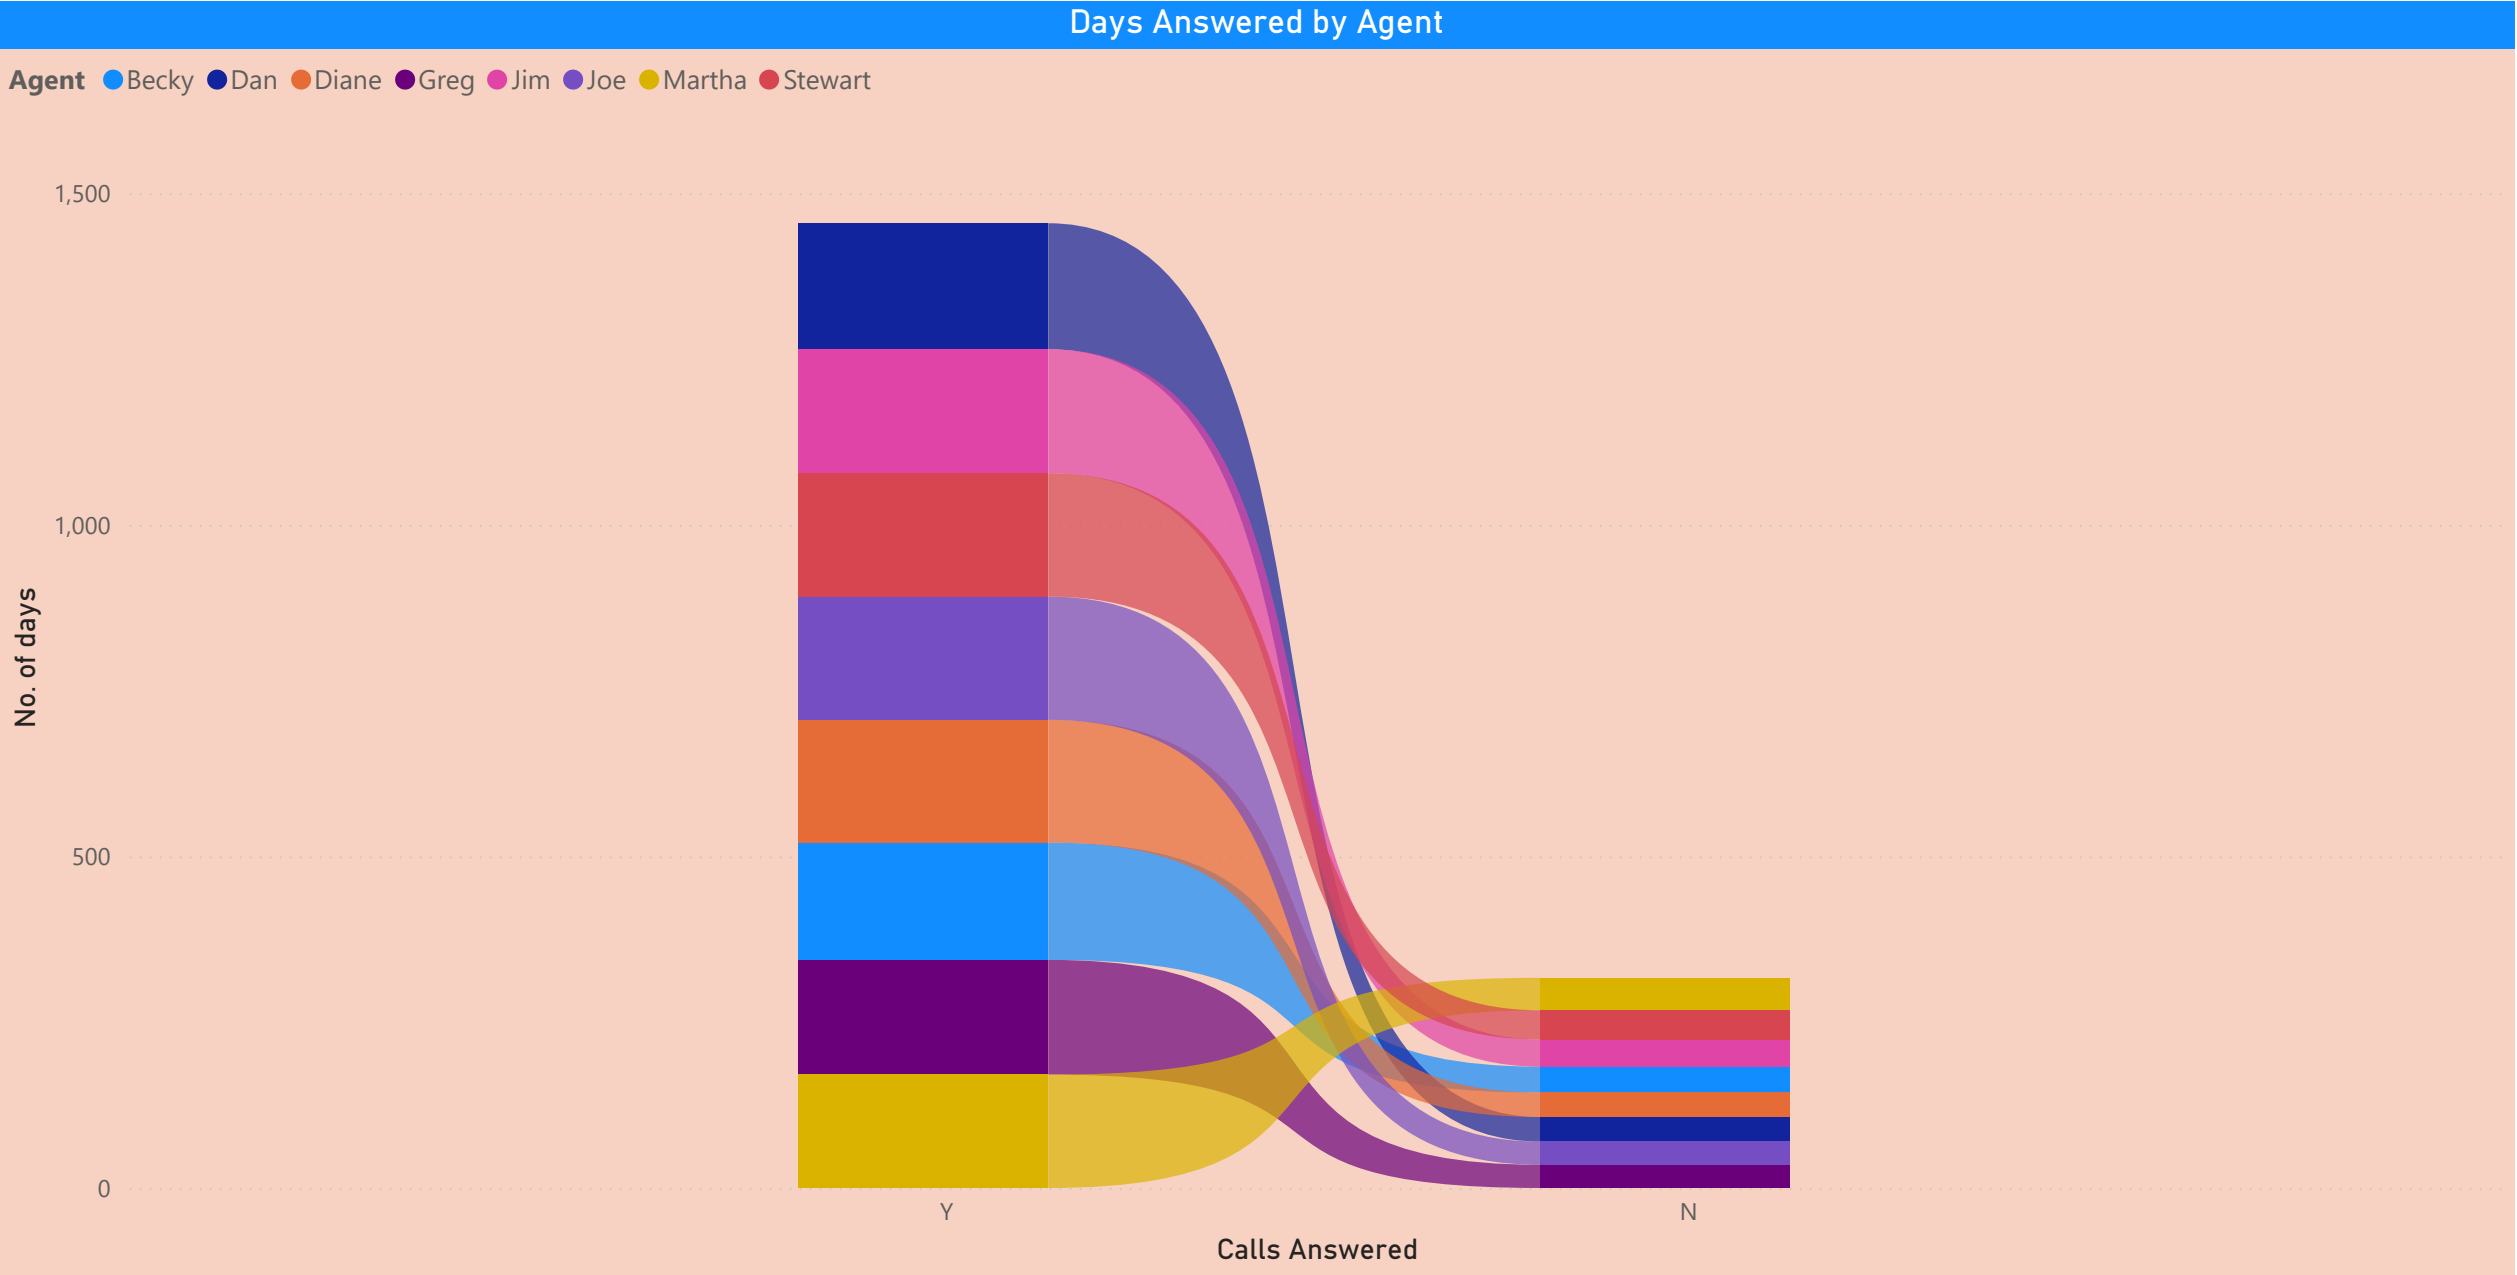 Days Answered by Agent
Agent Becky Dan Diane Greg Jim Joe Martha Stewart
1,500
1,000
500
0
No. of days
Y N
Calls Answered